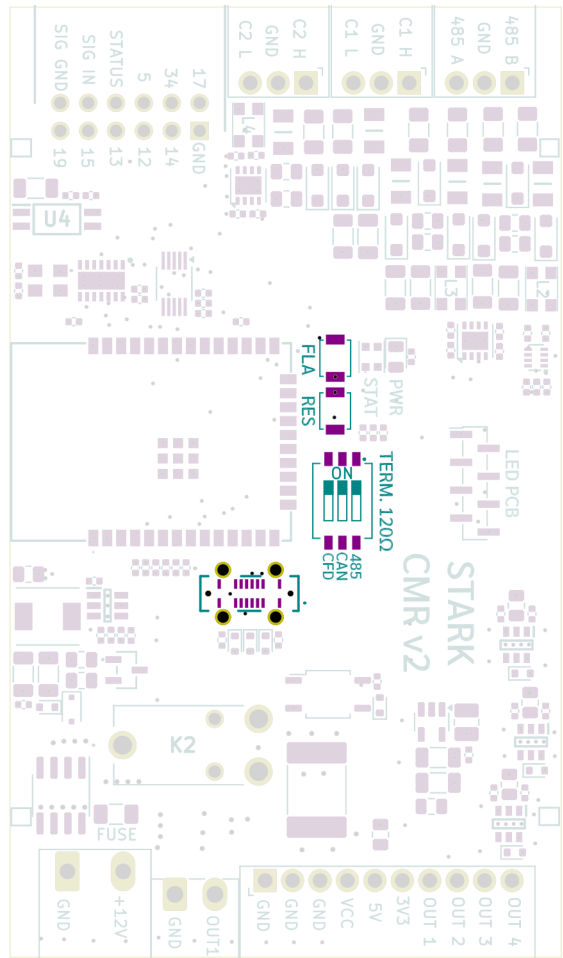 C2 L
GND
C2 H
C1 L
GND
C1 H
485 A
GND
485 B
SIG GND
SIG IN
STATUS
5
34
17
19
15
13
12
14
GND
L4
U4
L3
L2
FLA
RES
STAT
PWR
ON
TERM. 120Ω
CFD
CAN
485
LED PCB
STARK
CMR v2
K2
FUSE
GND
+12V
GND
OUT1
GND
GND
GND
VCC
5V
3V3
OUT 1
OUT 2
OUT 3
OUT 4